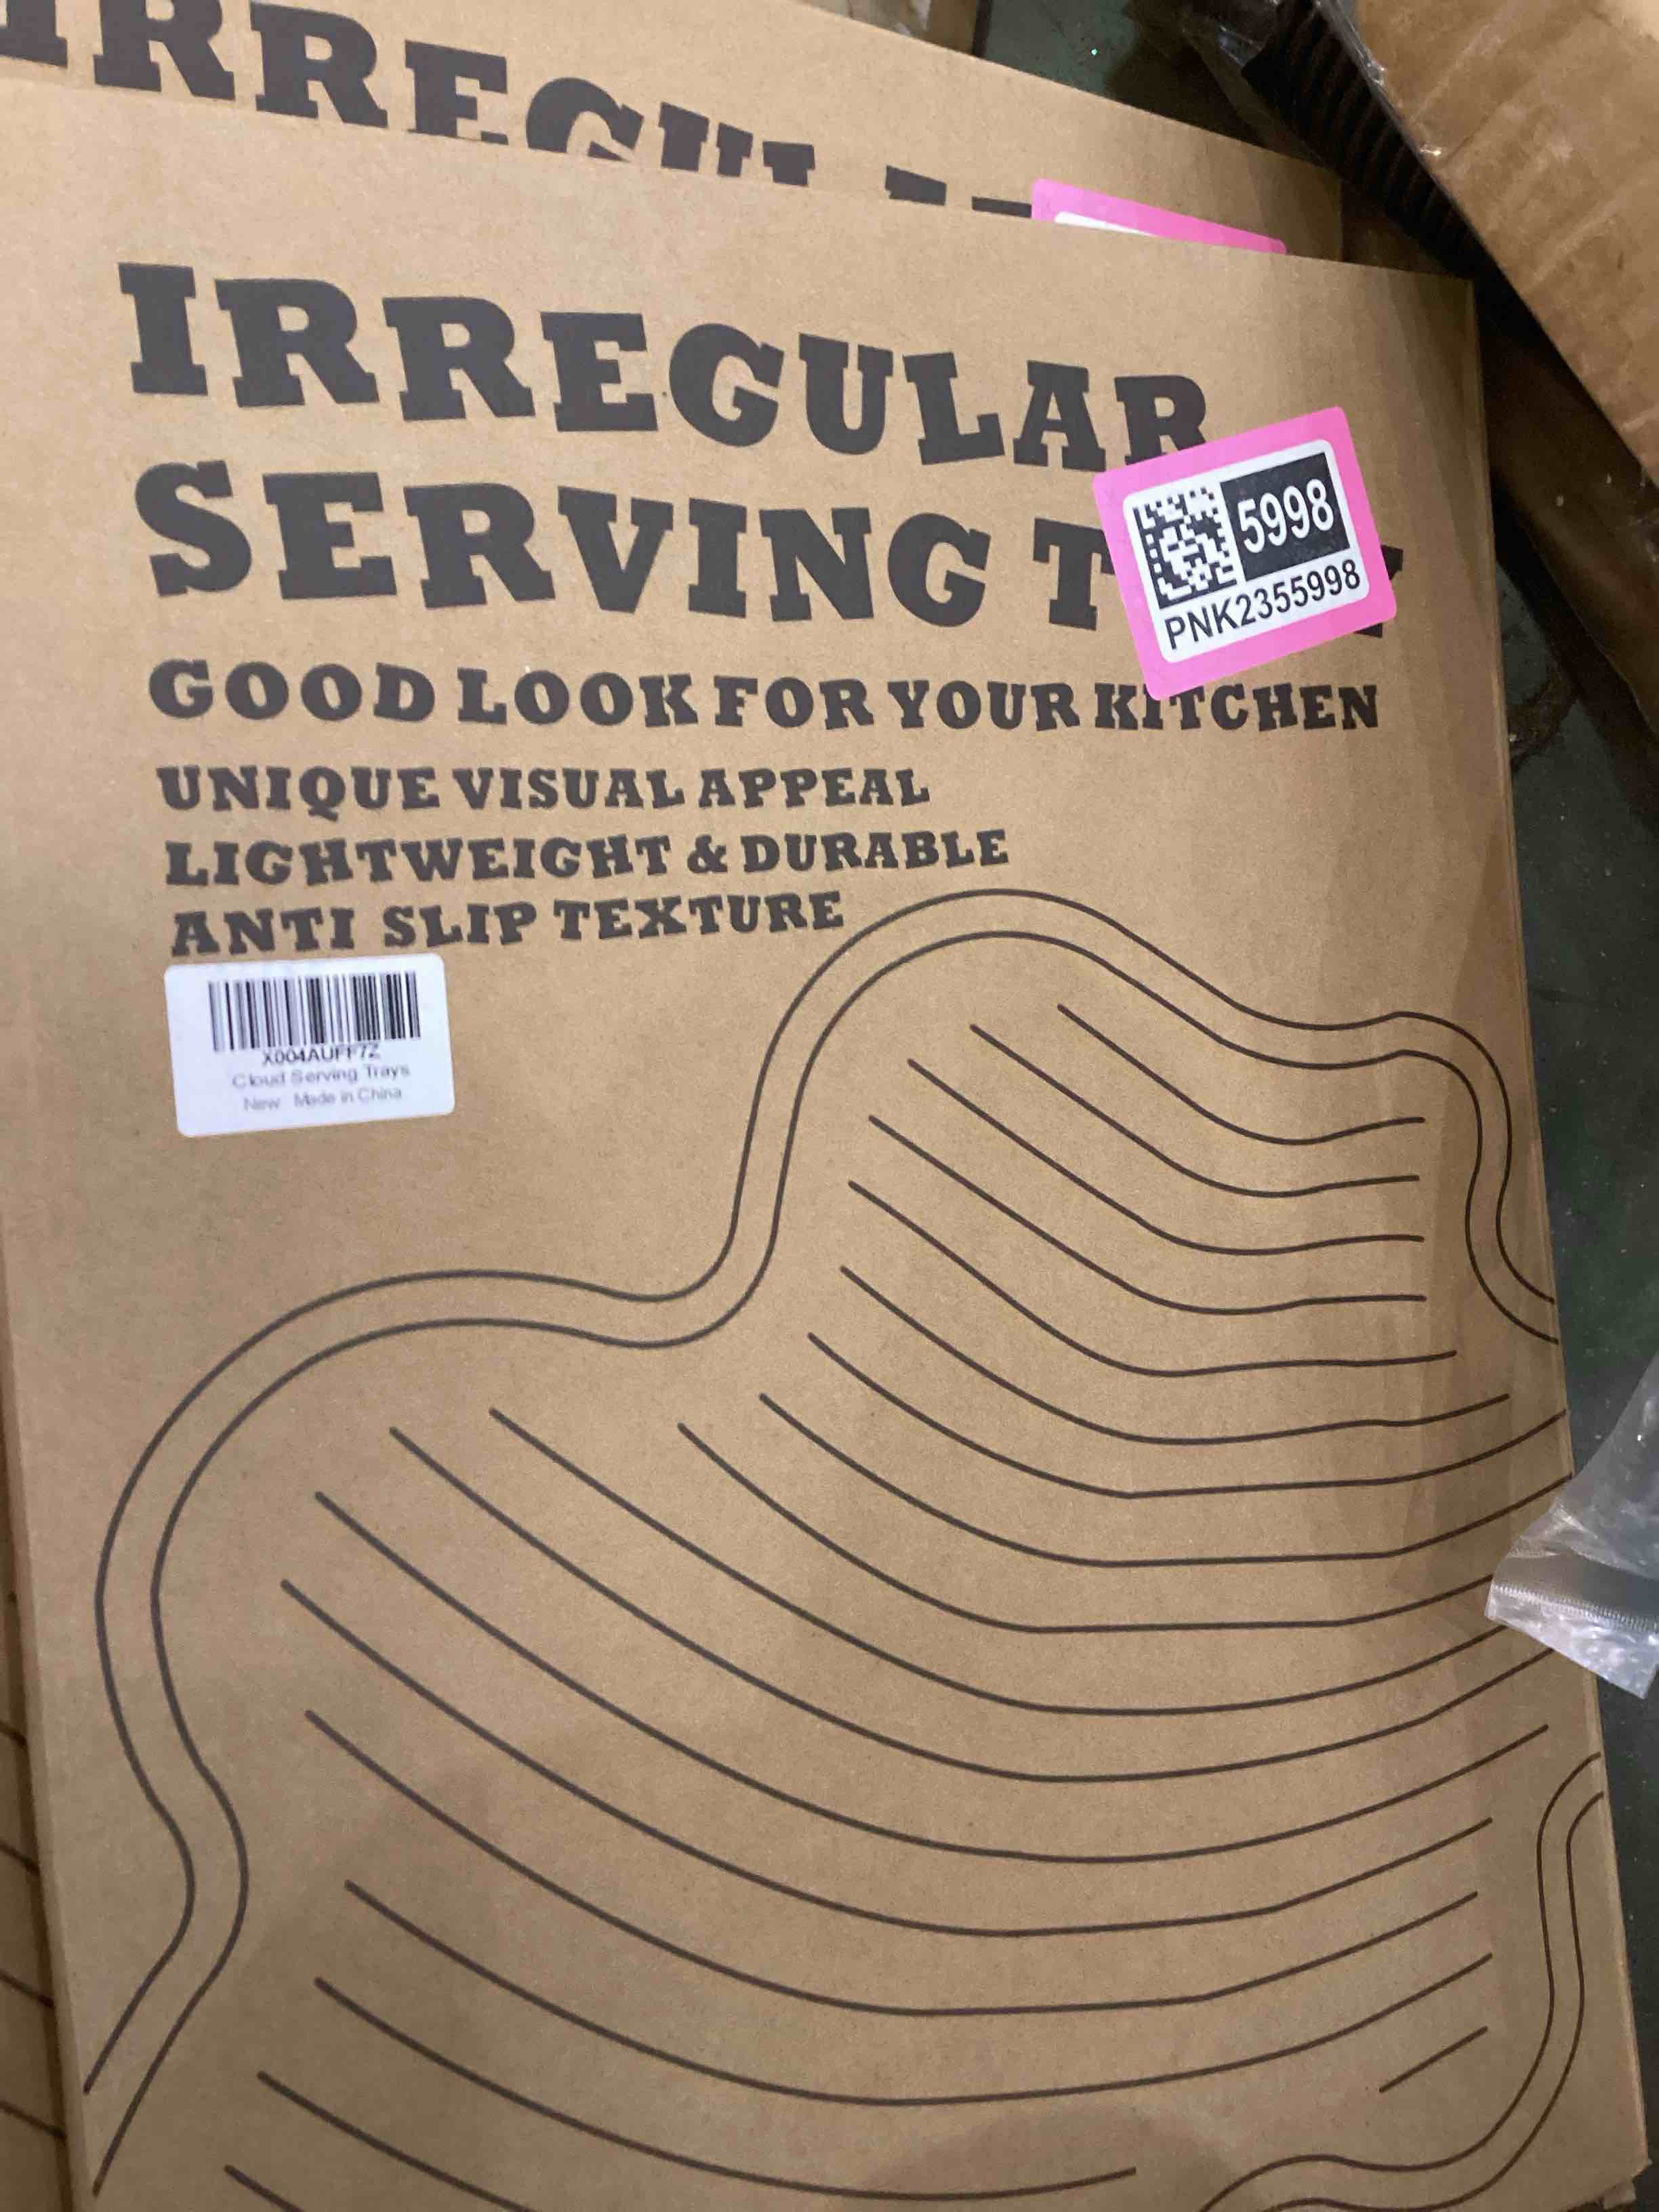 IRREGUL
IRREGULAR
SERVING T
5998
PNK2355998
GOOD LOOK FOR YOUR KITCHEN
UNIQUE VISUAL APPEAL
LIGHTWEIGHT & DURABLE
ANTI SLIP TEXTURE
X004AUFF7Z
Cloud Serving Trays
New Made in China